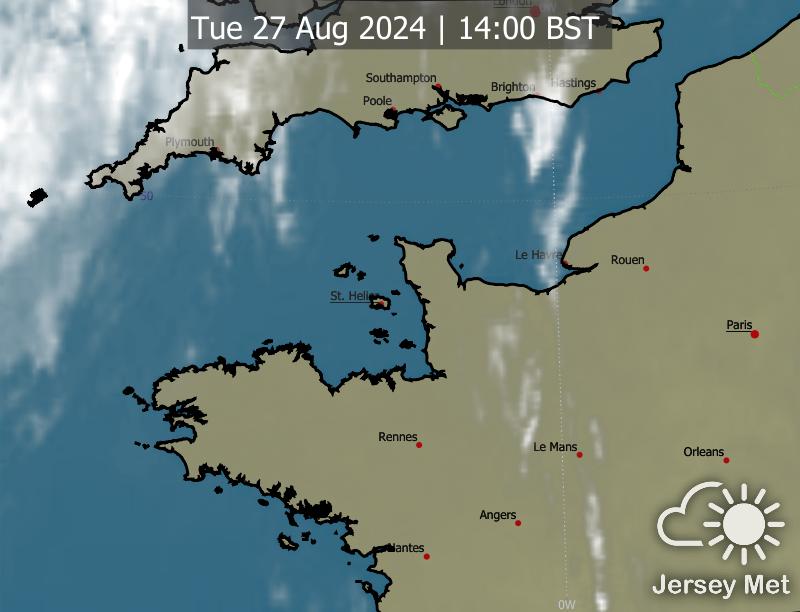 London
Tue 27 Aug 2024 | 14:00 BST
Southampton
Brighton
Hastings
Poole
Plymouth
50
Le Havre
Rouen
St. Helier
Paris
Rennes
Le Mans
Orleans
Angers
Nantes
0W
Jersey Met